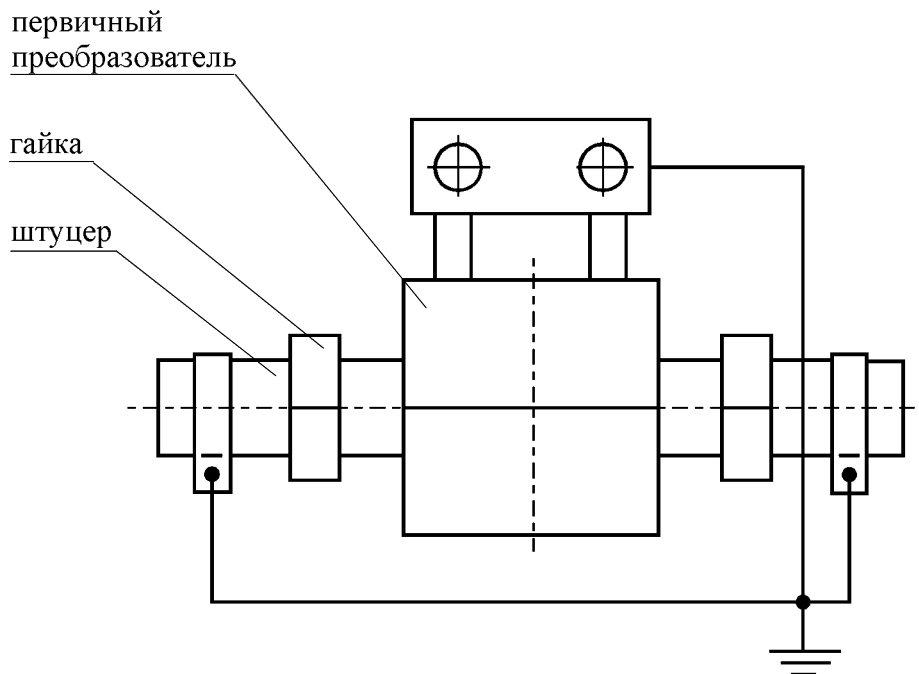 первичный
преобразователь
гайка
штуцер